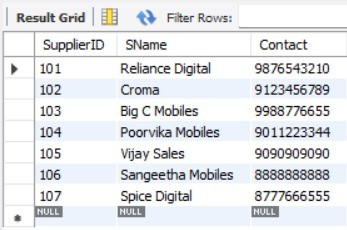 Result Grid Filter Rows:
SupplierID SName Contact
101 Reliance Digital 9876543210
102 Croma 9123456789
103 Big C Mobiles 9988776655
104 Poorvika Mobiles 9011223344
105 Vijay Sales 9090909090
106 Sangeetha Mobiles 8888888888
107 Spice Digital 8777666555
NULL NULL NULL